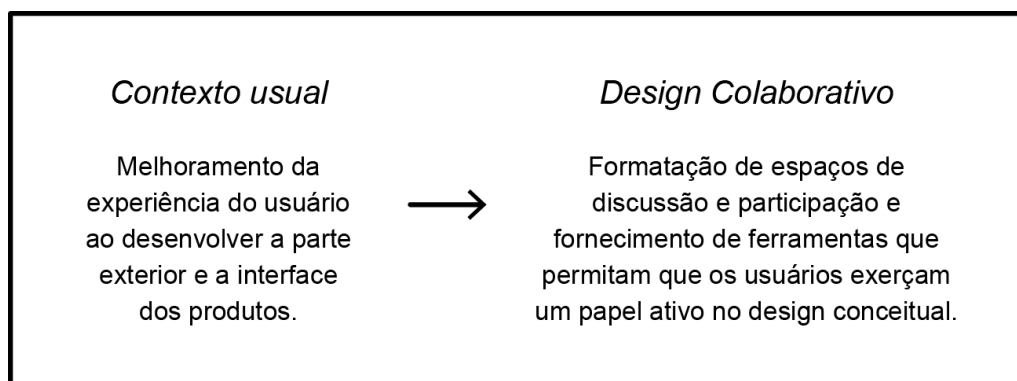 Contexto usual
Melhoramento da
experiência do usuário
ao desenvolver a parte
exterior e a interface
dos produtos.
Design Colaborativo
Formatação de espaços de
discussão e participação e
fornecimento de ferramentas que
permitam que os usuários exerçam
um papel ativo no design conceitual.